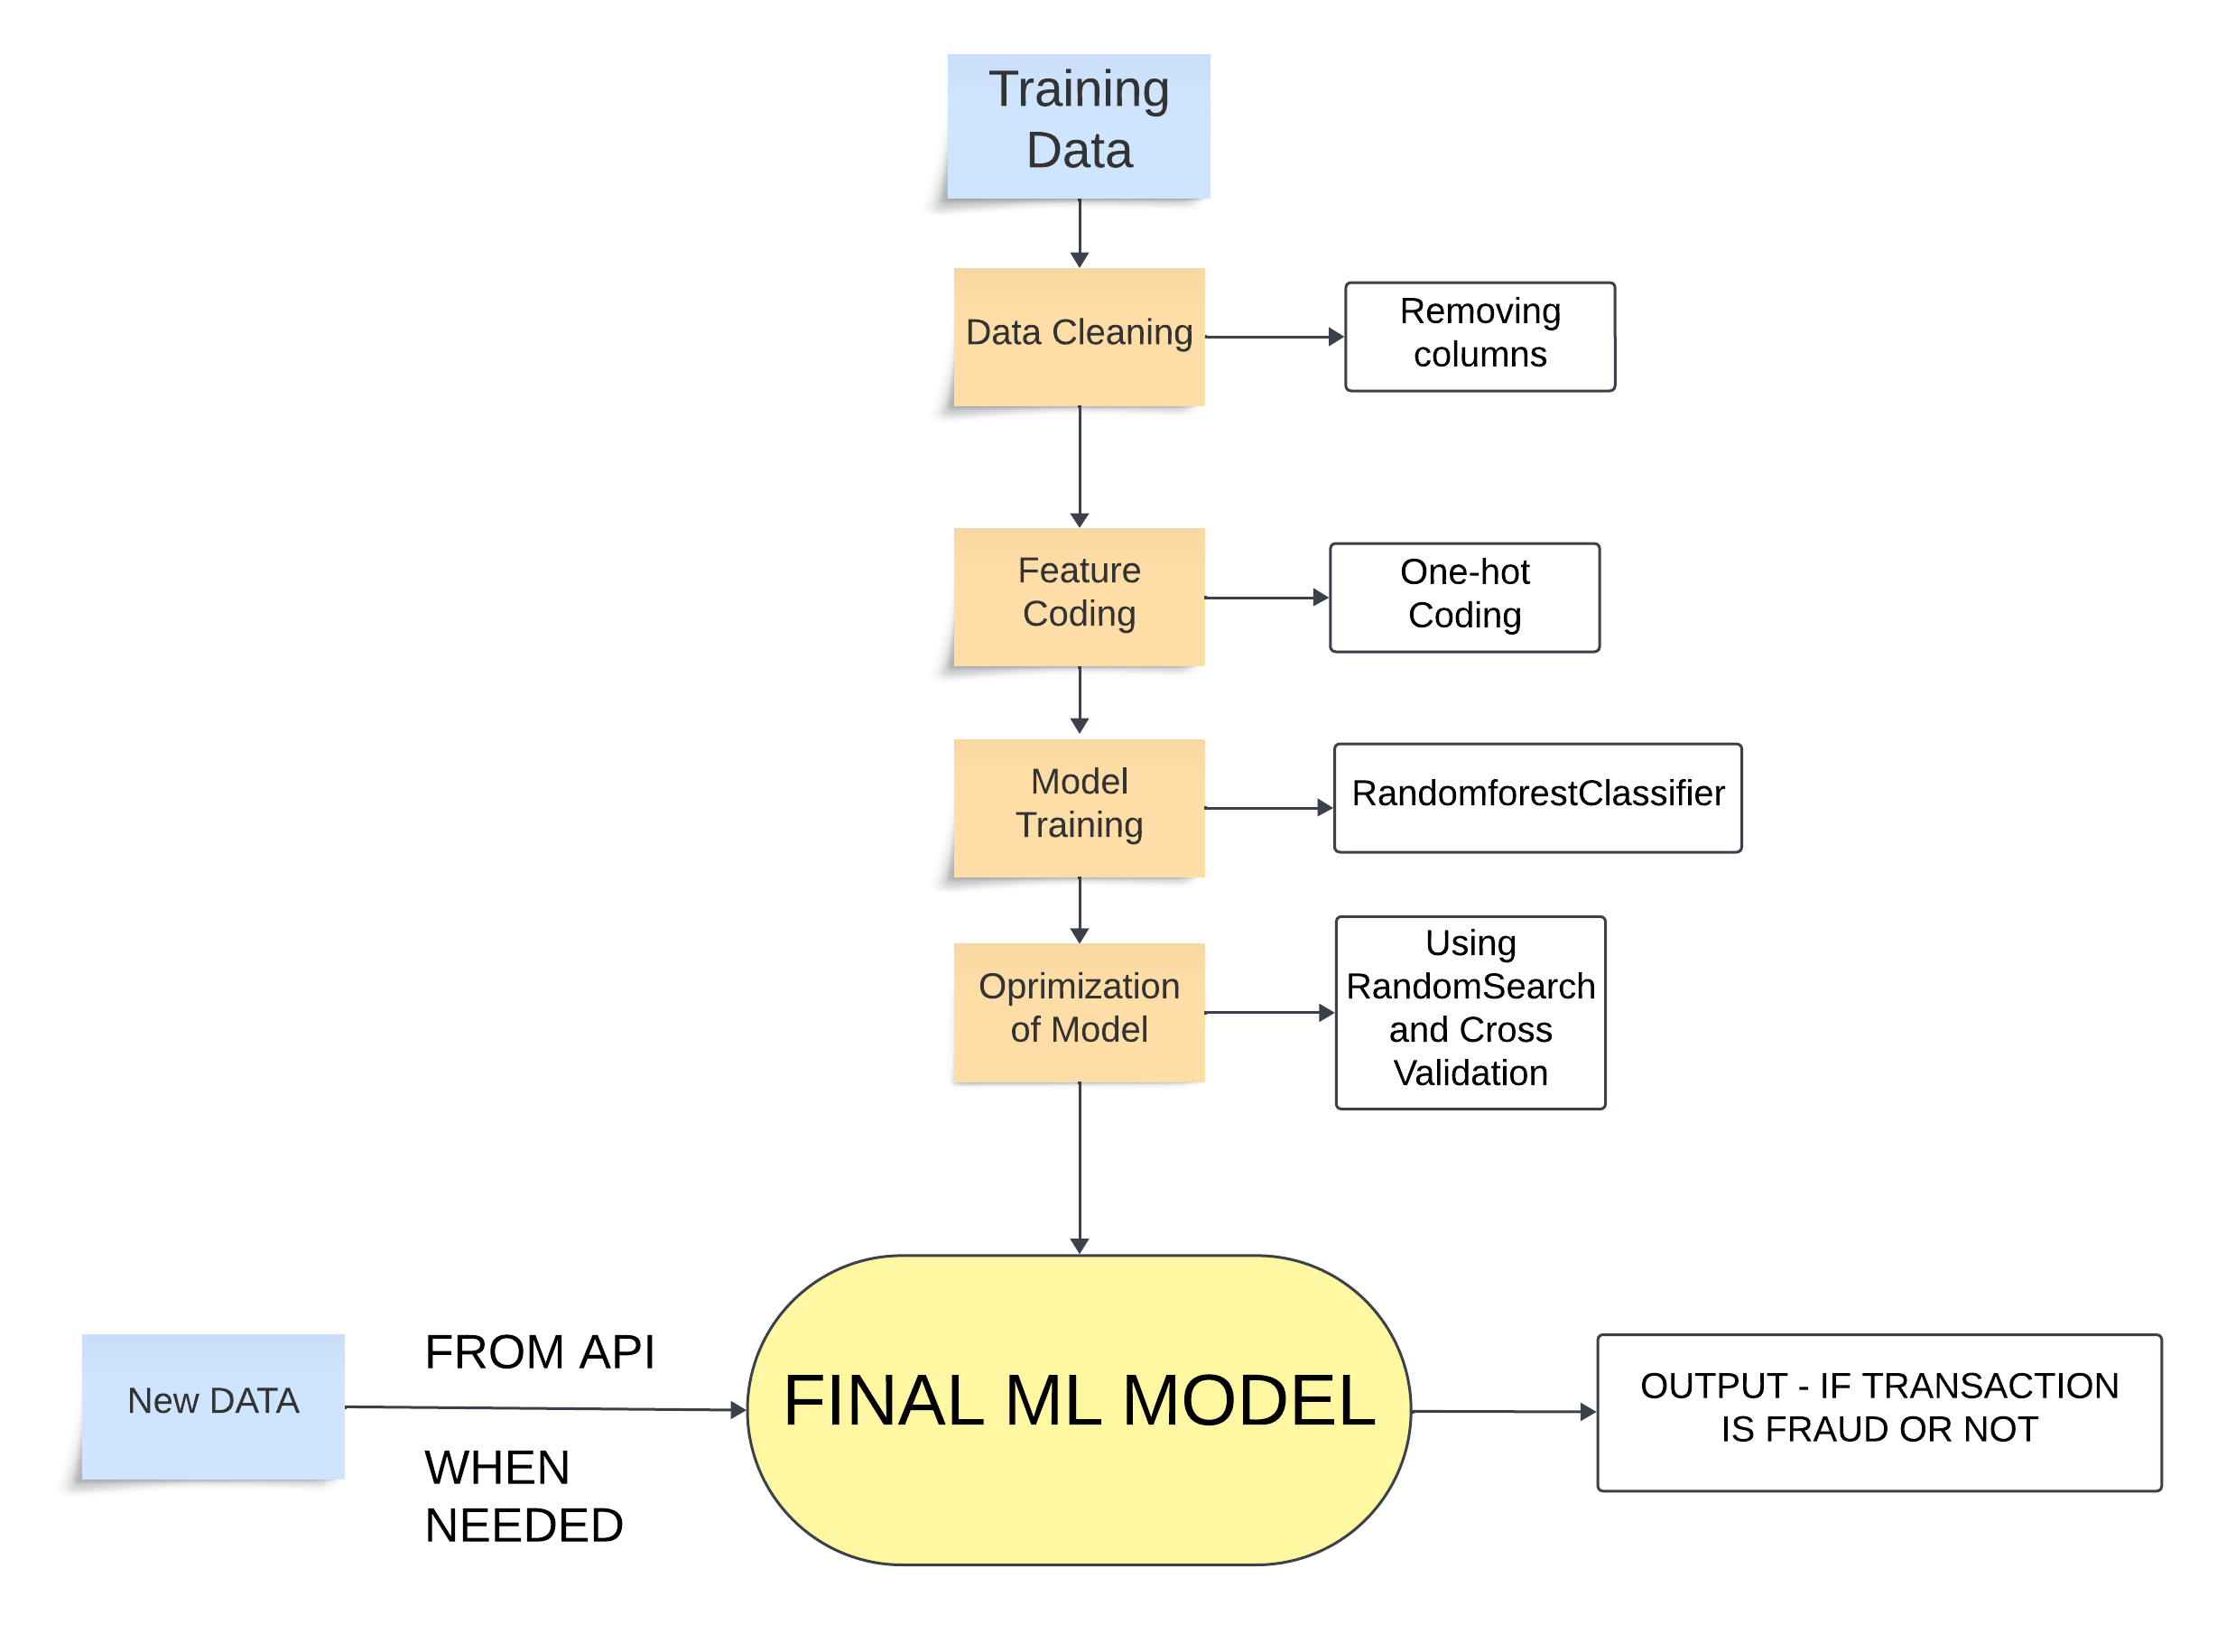 Training
Data
Data Cleaning
Removing
columns
Feature
Coding
One-hot
Coding
Model
Training
RandomforestClassifier
Oprimization
of Model
Using
RandomSearch
and Cross
Validation
New DATA
FROM API
WHEN
NEEDED
FINAL ML MODEL
OUTPUT - IF TRANSACTION
IS FRAUD OR NOT